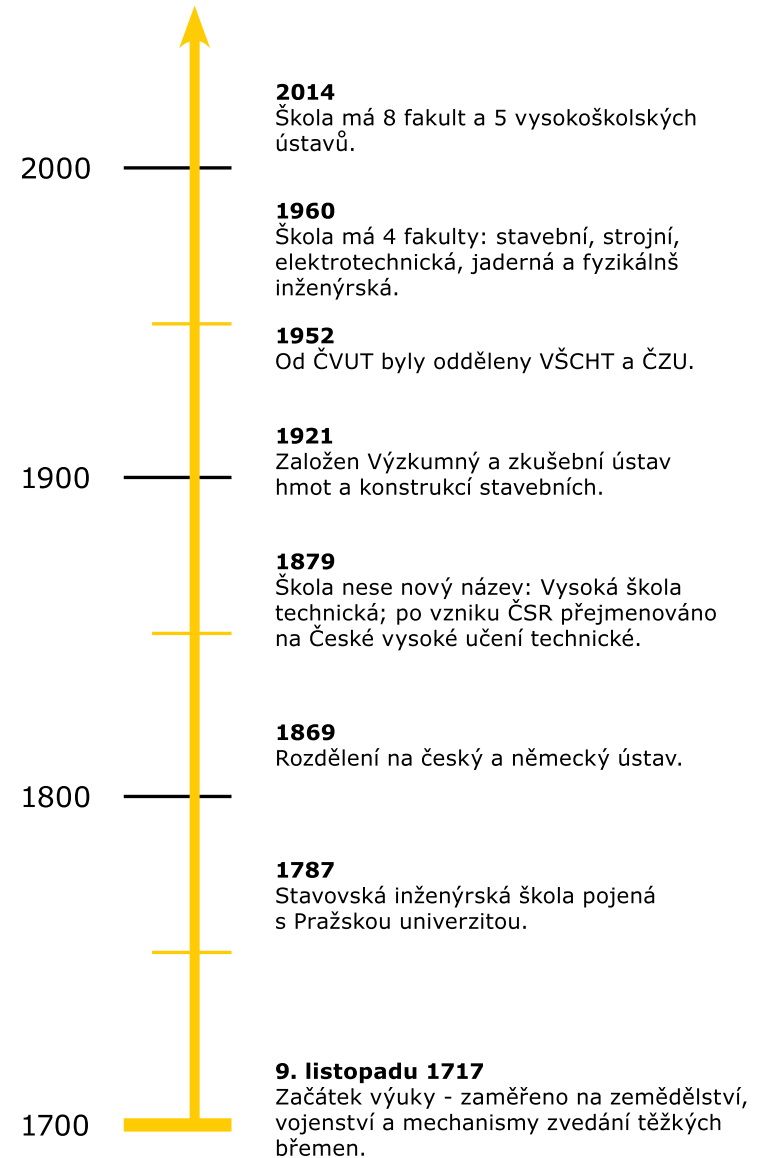 2014
Škola má 8 fakult a 5 vysokoškolských
ústavů.
2000
1960
Škola má 4 fakulty: stavební, strojní,
elektrotechnická, jaderná a fyzikálnš
inženýrská.
1952
Od ČVUT byly odděleny VŠCHT a ČZU.
1921
Založen Výzkumný a zkušební ústav
hmot a konstrukcí stavebních.
1900
1879
Škola nese nový název: Vysoká škola
technická; po vzniku ČSR přejmenováno
na České vysoké učení technické.
1869
Rozdělení na český a německý ústav.
1800
1787
Stavovská inženýrská škola pojená
s Pražskou univerzitou.
9. listopadu 1717
Začátek výuky - zaměřeno na zemědělství,
vojenství a mechanismy zvedání těžkých
břemen.
1700